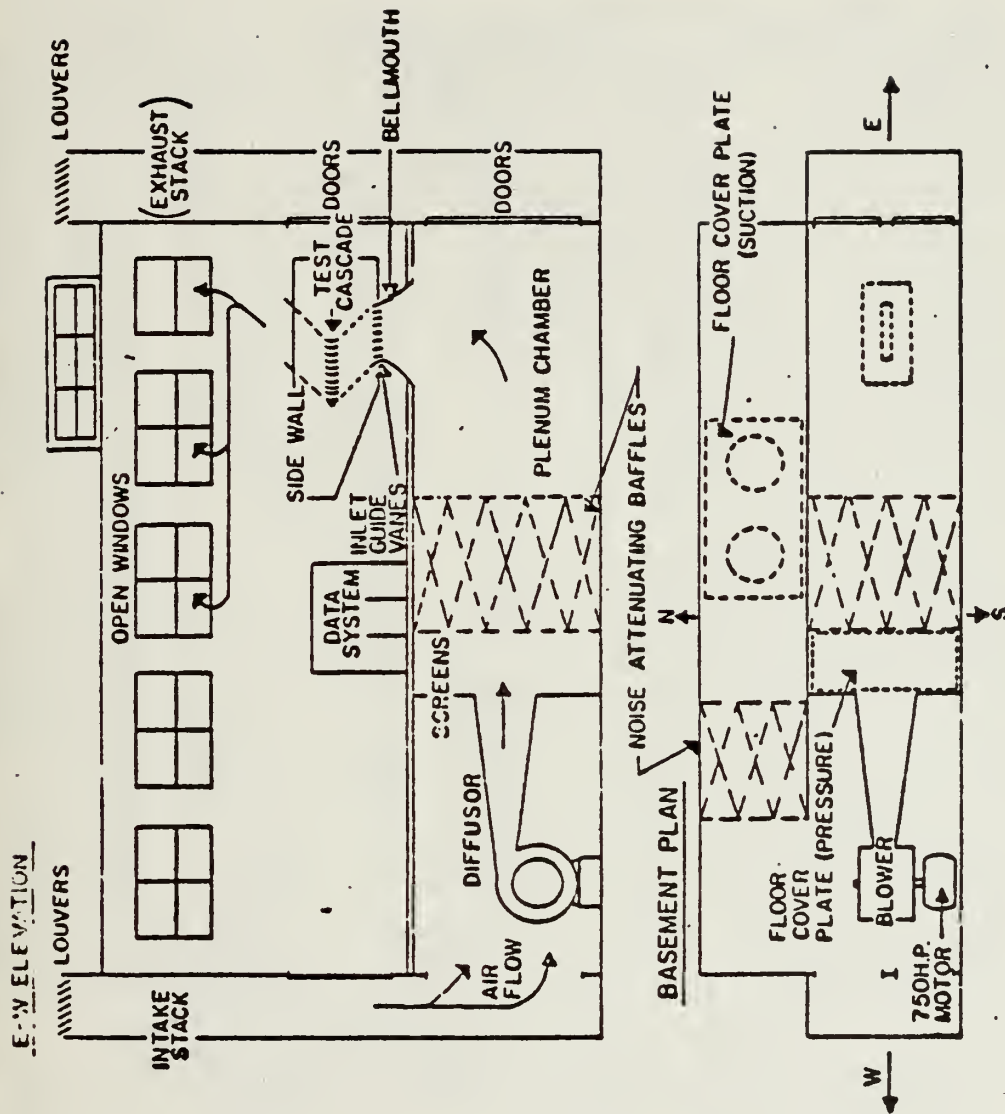 E-W ELEVATION
LOUVERS
LOUVERS
INTAKE
STACK
OPEN WINDOWS
(EXHAUST
STACK)
SIDE WALL
TEST
CASCADE
DOORS
BELLMOUTH
DATA
SYSTEM
INLET
GUIDE
VANES
DOORS
AIR
FLOW
DIFFUSOR
SCREENS
PLENUM CHAMBER
NOISE ATTENUATING BAFFLES
BASEMENT PLAN
N
FLOOR COVER PLATE
(SUCTION)
FLOOR
COVER
PLATE (PRESSURE)
BLOWER
750H.P.
MOTOR
I
W
E
S